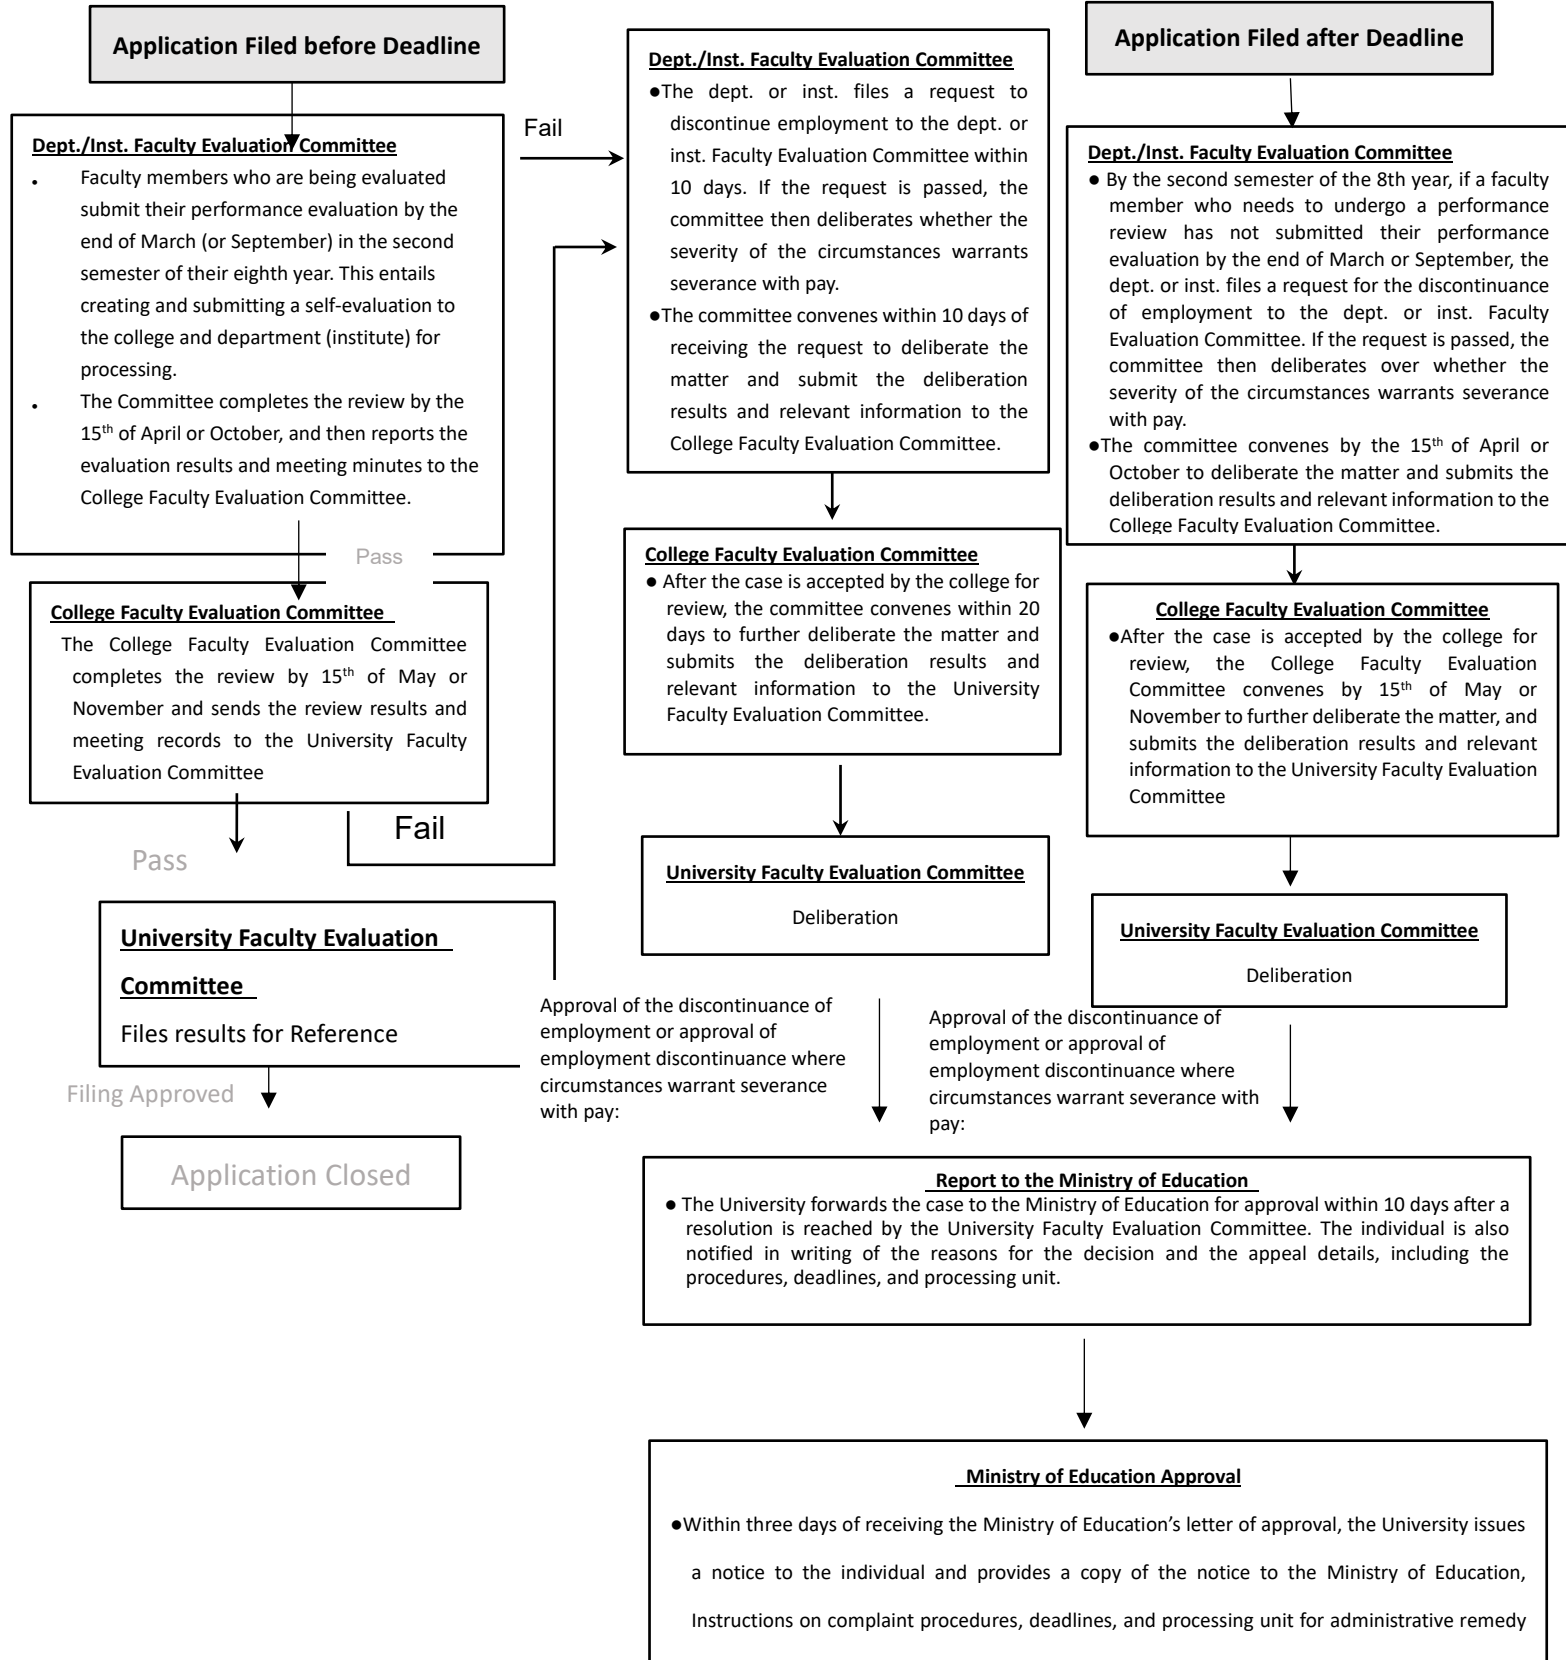 Application Filed before Deadline
Dept./Inst. Faculty Evaluation Committee
• Faculty members who are being evaluated
submit their performance evaluation by the
end of March (or September) in the second
semester of their eighth year. This entails
creating and submitting a self-evaluation to
the college and department (institute) for
processing.
• The Committee completes the review by the
15th of April or October, and then reports the
evaluation results and meeting minutes to the
College Faculty Evaluation Committee.
Pass
College Faculty Evaluation Committee
The College Faculty Evaluation Committee
completes the review by 15th of May or
November and sends the review results and
meeting records to the University Faculty
Evaluation Committee
Pass
Fail
University Faculty Evaluation
Committee
Files results for Reference
Filing Approved
Application Closed
Fail
Dept./Inst. Faculty Evaluation Committee
●The dept. or inst. files a request to
discontinue employment to the dept. or
inst. Faculty Evaluation Committee within
10 days. If the request is passed, the
committee then deliberates whether the
severity of the circumstances warrants
severance with pay.
●The committee convenes within 10 days of
receiving the request to deliberate the
matter and submit the deliberation
results and relevant information to the
College Faculty Evaluation Committee.
College Faculty Evaluation Committee
● After the case is accepted by the college for
review, the committee convenes within 20
days to further deliberate the matter and
submits the deliberation results and
relevant information to the University
Faculty Evaluation Committee.
University Faculty Evaluation Committee
Deliberation
Approval of the discontinuance of
employment or approval of
employment discontinuance where
circumstances warrant severance
with pay:
Application Filed after Deadline
Dept./Inst. Faculty Evaluation Committee
● By the second semester of the 8th year, if a faculty
member who needs to undergo a performance
review has not submitted their performance
evaluation by the end of March or September, the
dept. or inst. files a request for the discontinuance
of employment to the dept. or inst. Faculty
Evaluation Committee. If the request is passed, the
committee then deliberates over whether the
severity of the circumstances warrants severance
with pay.
●The committee convenes by the 15th of April or
October to deliberate the matter and submits the
deliberation results and relevant information to the
College Faculty Evaluation Committee.
College Faculty Evaluation Committee
●After the case is accepted by the college for
review, the College Faculty Evaluation
Committee convenes by 15th of May or
November to further deliberate the matter, and
submits the deliberation results and relevant
information to the University Faculty Evaluation
Committee
University Faculty Evaluation Committee
Deliberation
Approval of the discontinuance of
employment or approval of
employment discontinuance where
circumstances warrant severance with
pay:
Report to the Ministry of Education
● The University forwards the case to the Ministry of Education for approval within 10 days after a
resolution is reached by the University Faculty Evaluation Committee. The individual is also
notified in writing of the reasons for the decision and the appeal details, including the
procedures, deadlines, and processing unit.
Ministry of Education Approval
●Within three days of receiving the Ministry of Education’s letter of approval, the University issues
a notice to the individual and provides a copy of the notice to the Ministry of Education,
Instructions on complaint procedures, deadlines, and processing unit for administrative remedy